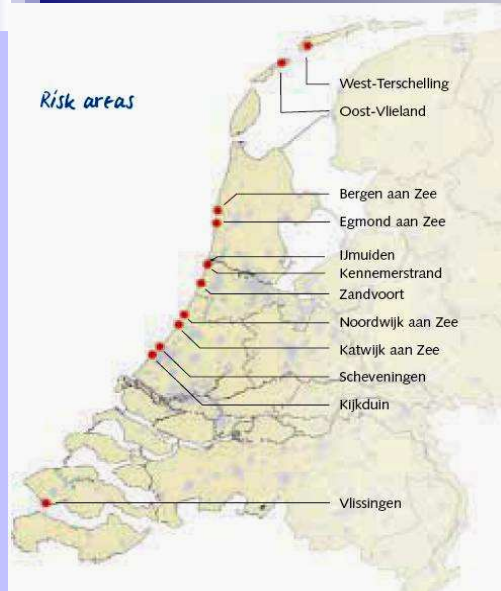 Risk areas
West-Terschelling
Oost-Vlieland
Bergen aan Zee
Egmond aan Zee
IJmuiden
Kennemerstrand
Zandvoort
Noordwijk aan Zee
Katwijk aan Zee
Scheveningen
Kijkduin
Vlissingen